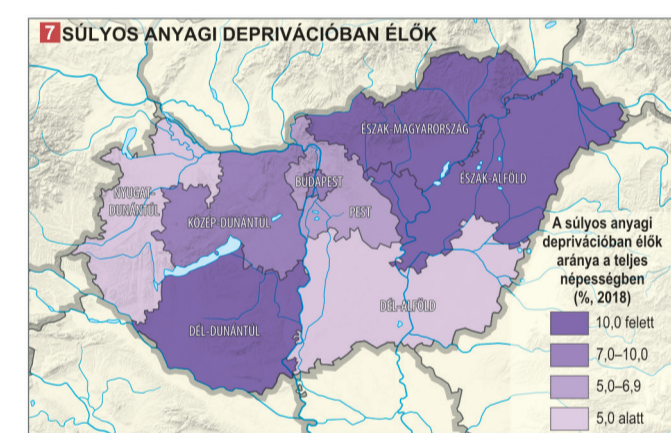 7 SÚLYOS ANYAGI DEPRIVÁCIÓBAN ÉLŐK
ÉSZAK-MAGYARORSZÁG
ÉSZAK-ALFÖLD
BUDAPEST
NYUGAT-
DUNÁNTÚL
PEST
KÖZÉP-DUNÁNTÚL
DÉL-ALFÖLD
DÉL-DUNÁNTÚL
A súlyos anyagi
deprivációban élők
aránya a teljes
népességben
(%, 2018)
10,0 felett
7,0–10,0
5,0–6,9
5,0 alatt